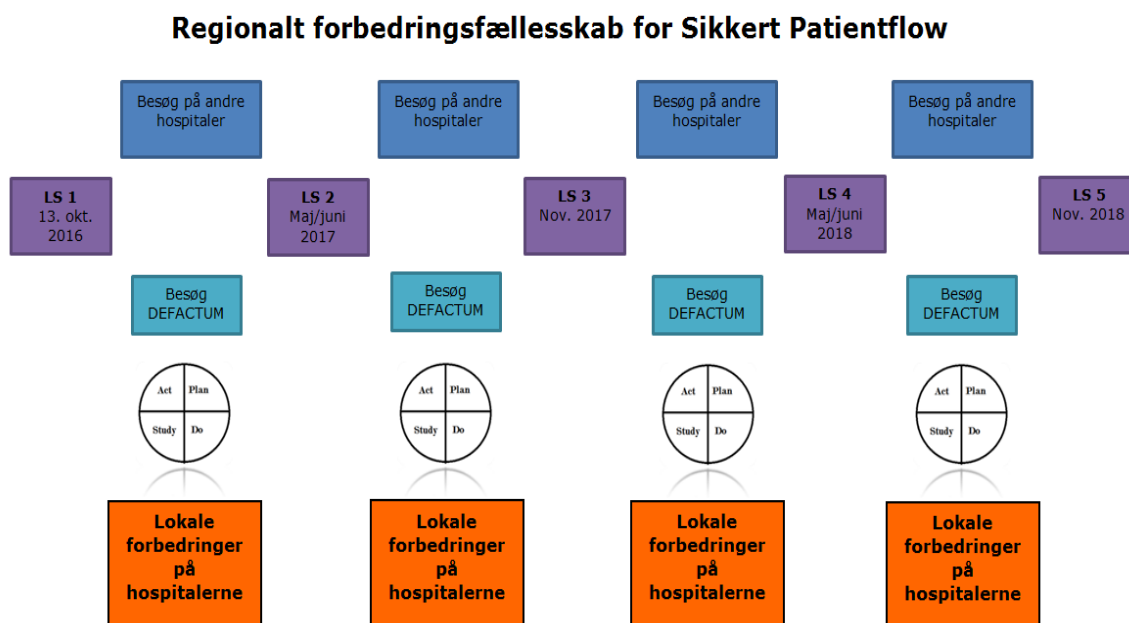 Regionalt forbedringsfællesskab for Sikkert Patientflow
Besøg på andre
hospitaler
Besøg på andre
hospitaler
Besøg på andre
hospitaler
Besøg på andre
hospitaler
LS 1
13. okt.
2016
LS 2
Maj/juni
2017
LS 3
Nov. 2017
LS 4
Maj/juni
2018
LS 5
Nov. 2018
Besøg
DEFACTUM
Besøg
DEFACTUM
Besøg
DEFACTUM
Besøg
DEFACTUM
Act Plan
Study Do
Act Plan
Study Do
Act Plan
Study Do
Act Plan
Study Do
Lokale
forbedringer
på
hospitalerne
Lokale
forbedringer
på
hospitalerne
Lokale
forbedringer
på
hospitalerne
Lokale
forbedringer
på
hospitalerne